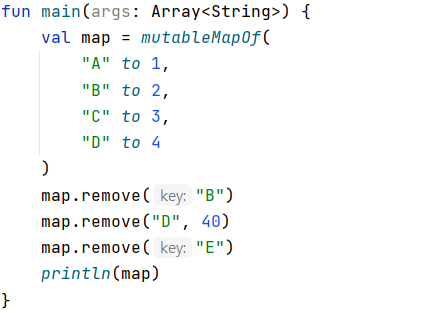 fun main(args: Array<String>) {
    val map = mutableMapOf(
        "A" to 1,
        "B" to 2,
        "C" to 3,
        "D" to 4
    )
    map.remove( key: "B")
    map.remove("D", 40)
    map.remove( key: "E")
    println(map)
}